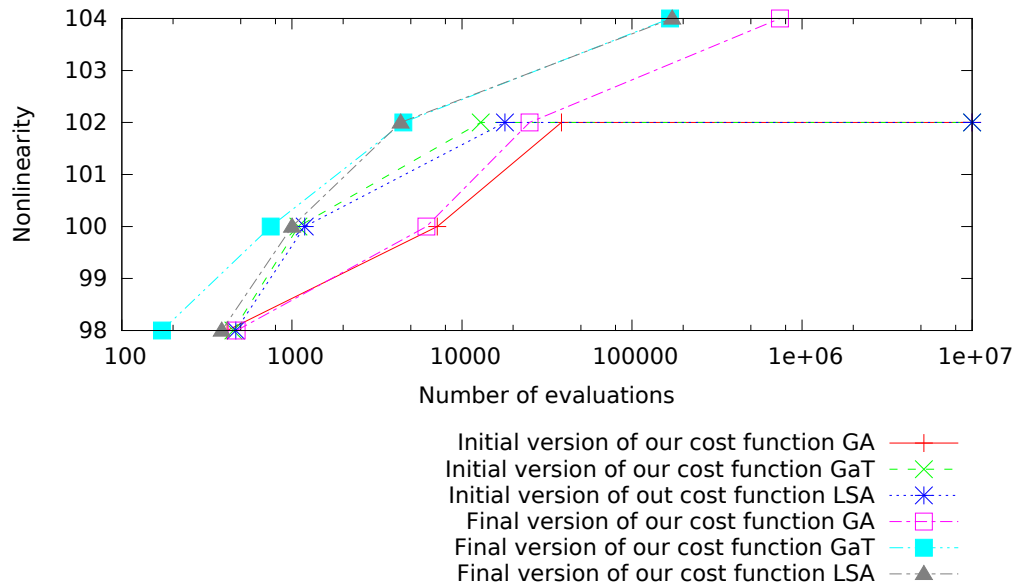 104
103
102
101
100
99
98
Nonlinearity
100
1000
10000
100000
1e+06
1e+07
Number of evaluations
Initial version of our cost function GA
Initial version of our cost function GaT
Initial version of out cost function LSA
Final version of our cost function GA
Final version of our cost function GaT
Final version of our cost function LSA